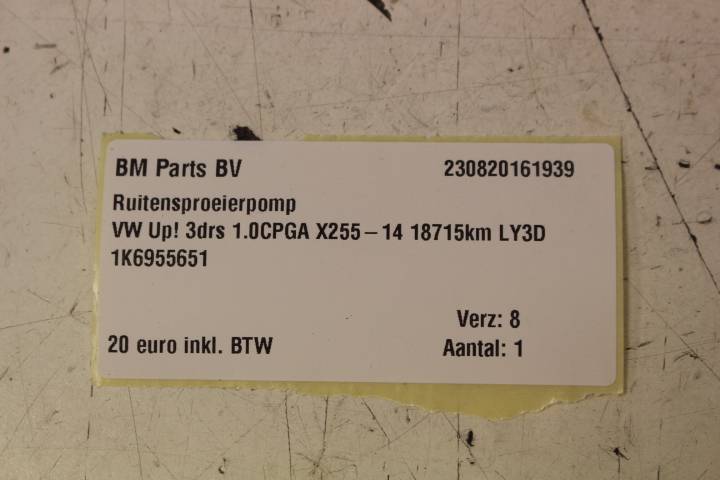 BM Parts BV 230820161939
Ruitensproeierpomp
VW Up! 3drs 1.0CPGA X255-14 18715km LY3D
1K6955651
Verz: 8
20 euro inkl. BTW Aantal: 1